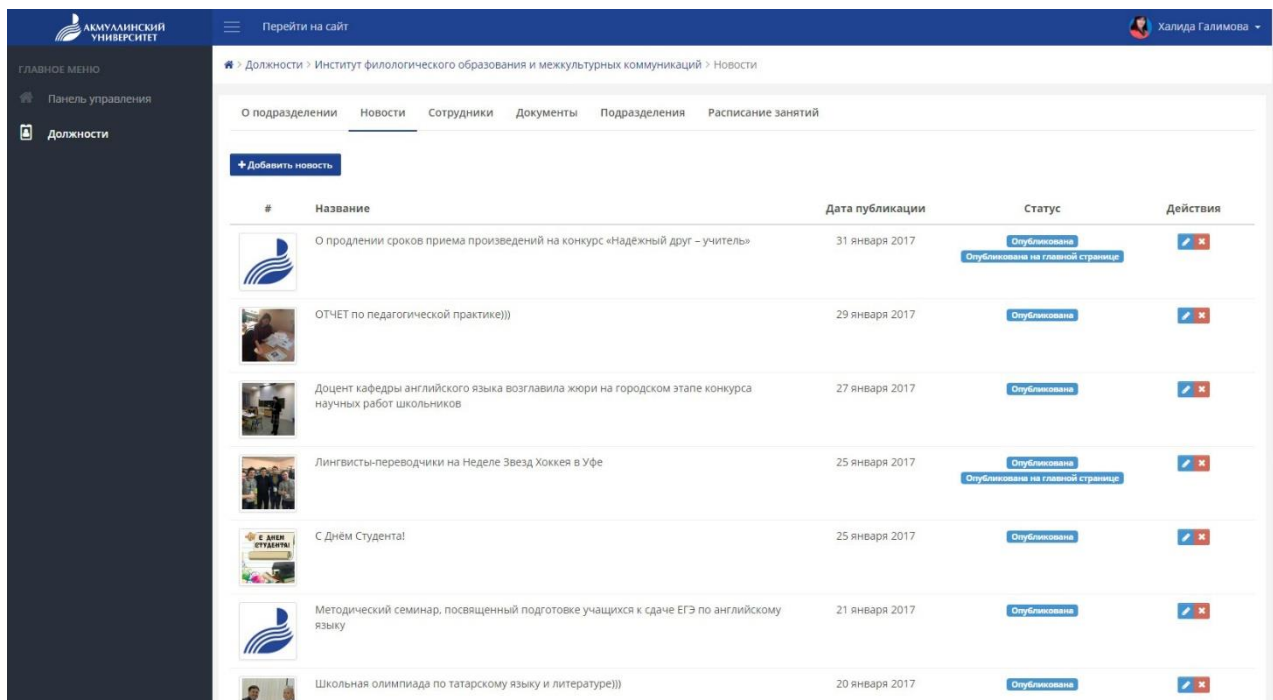 АКМУЛЛИНСКИЙ
УНИВЕРСИТЕТ
Перейти на сайт
Халида Галимова
ГЛАВНОЕ МЕНЮ
Панель управления
Должности
> Должности > Институт филологического образования и межкультурных коммуникаций > Новости
О подразделении Новости Сотрудники Документы Подразделения Расписание занятий
+ Добавить новость
# Название Дата публикации Статус Действия
О продлении сроков приема произведений на конкурс «Надёжный друг – учитель» 31 января 2017 Опубликована
Опубликована на главной странице
ОТЧЕТ по педагогической практике))) 29 января 2017 Опубликована
Доцент кафедры английского языка возглавила жюри на городском этапе конкурса 27 января 2017 Опубликована
научных работ школьников
Лингвисты-переводчики на Неделе Звезд Хоккея в Уфе 25 января 2017 Опубликована
Опубликована на главной странице
С ДНЕМ
СТУДЕНТА!
С Днём Студента! 25 января 2017 Опубликована
Методический семинар, посвященный подготовке учащихся к сдаче ЕГЭ по английскому 21 января 2017 Опубликована
языку
Школьная олимпиада по татарскому языку и литературе))) 20 января 2017 Опубликована